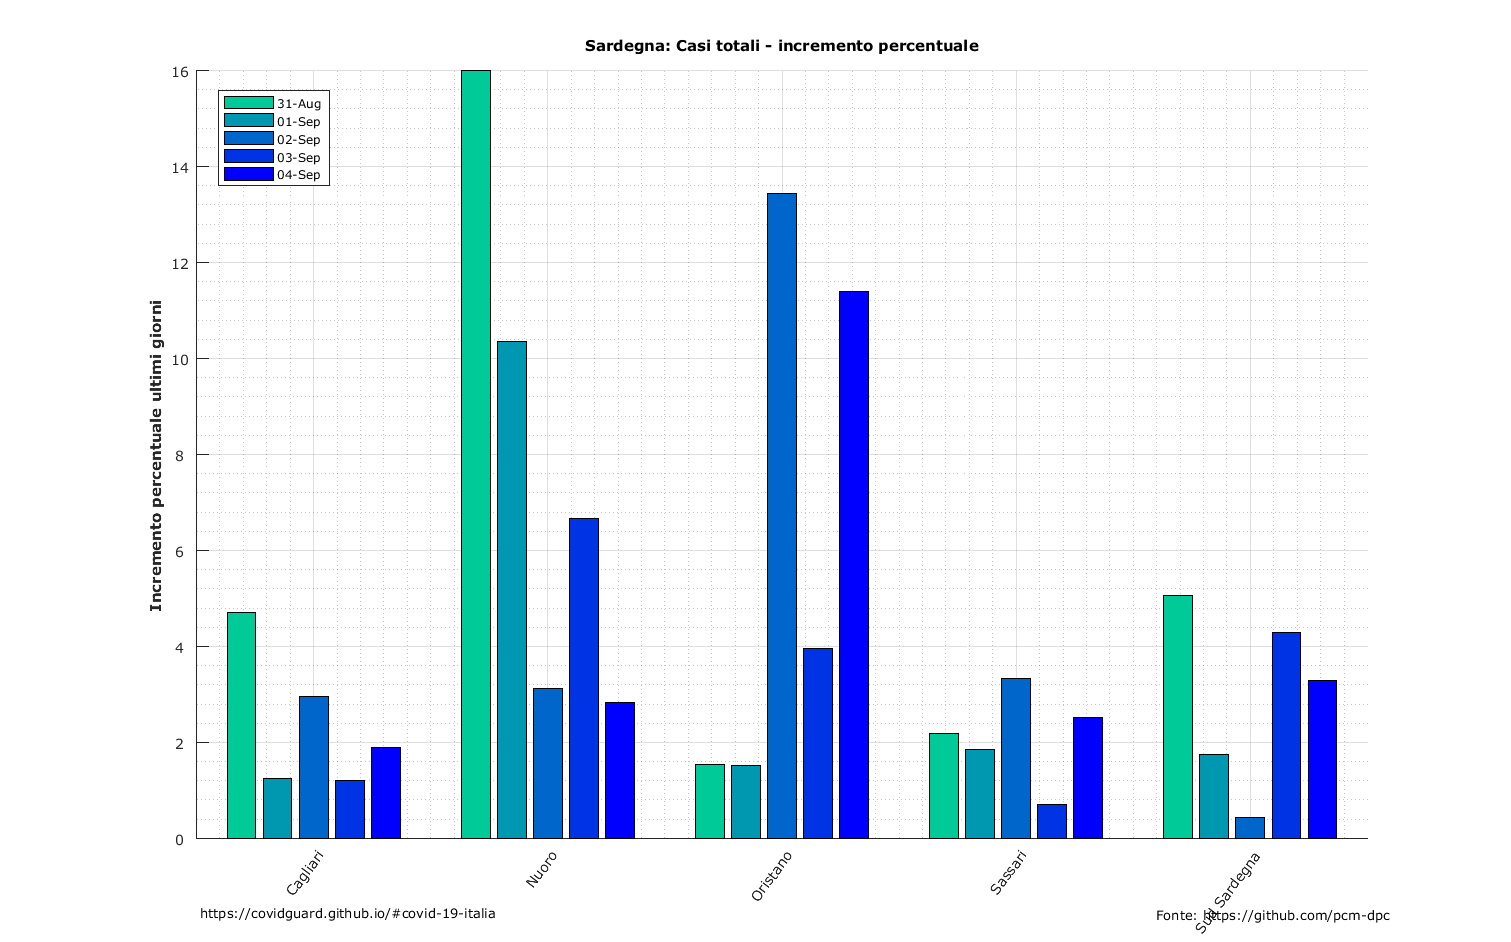 Sardegna: Casi totali - incremento percentuale
16
14
12
10
8
6
4
2
0
Incremento percentuale ultimi giorni
31-Aug
01-Sep
02-Sep
03-Sep
04-Sep
Cagliari
Nuoro
Oristano
Sassari
Sud Sardegna
https://covidguard.github.io/#covid-19-italia
Fonte: https://github.com/pcm-dpc